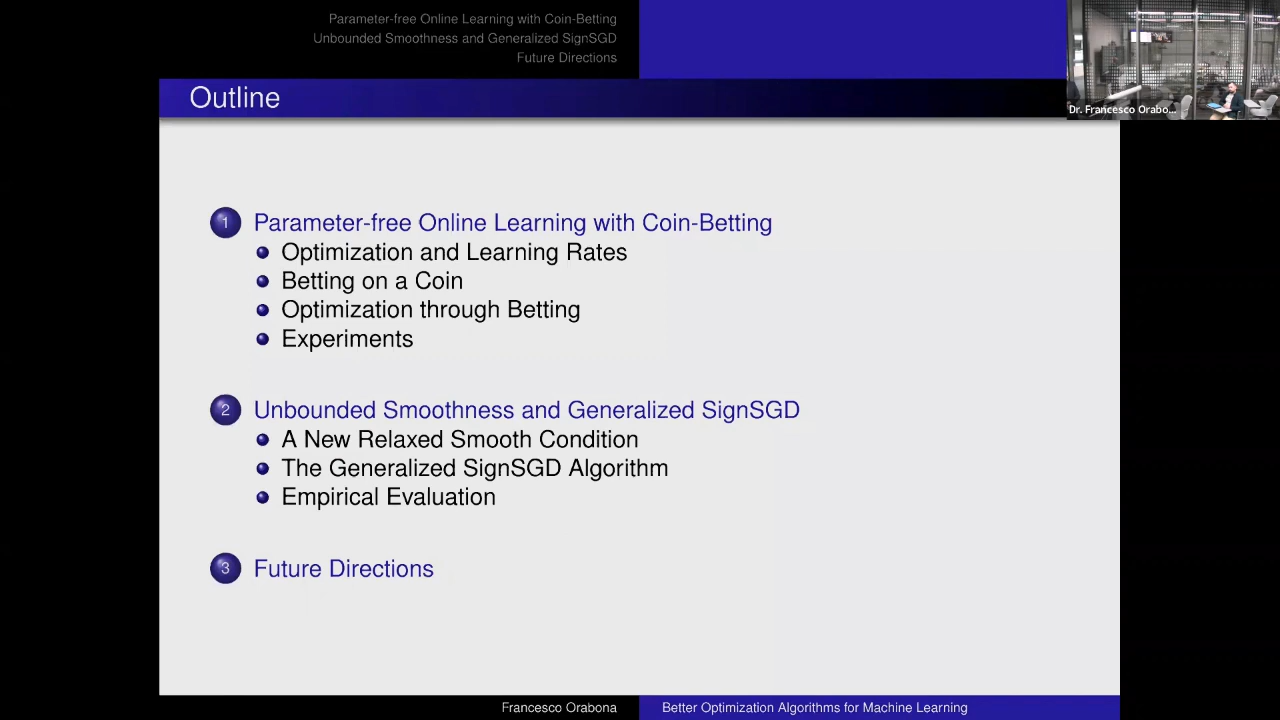 Parameter-free Online Learning with Coin-Betting
Unbounded Smoothness and Generalized SignSGD
Future Directions
Outline
Dr. Francesco Orabo...
1 Parameter-free Online Learning with Coin-Betting
Optimization and Learning Rates
Betting on a Coin
Optimization through Betting
Experiments
2 Unbounded Smoothness and Generalized SignSGD
A New Relaxed Smooth Condition
The Generalized SignSGD Algorithm
Empirical Evaluation
3 Future Directions
Francesco Orabona
Better Optimization Algorithms for Machine Learning